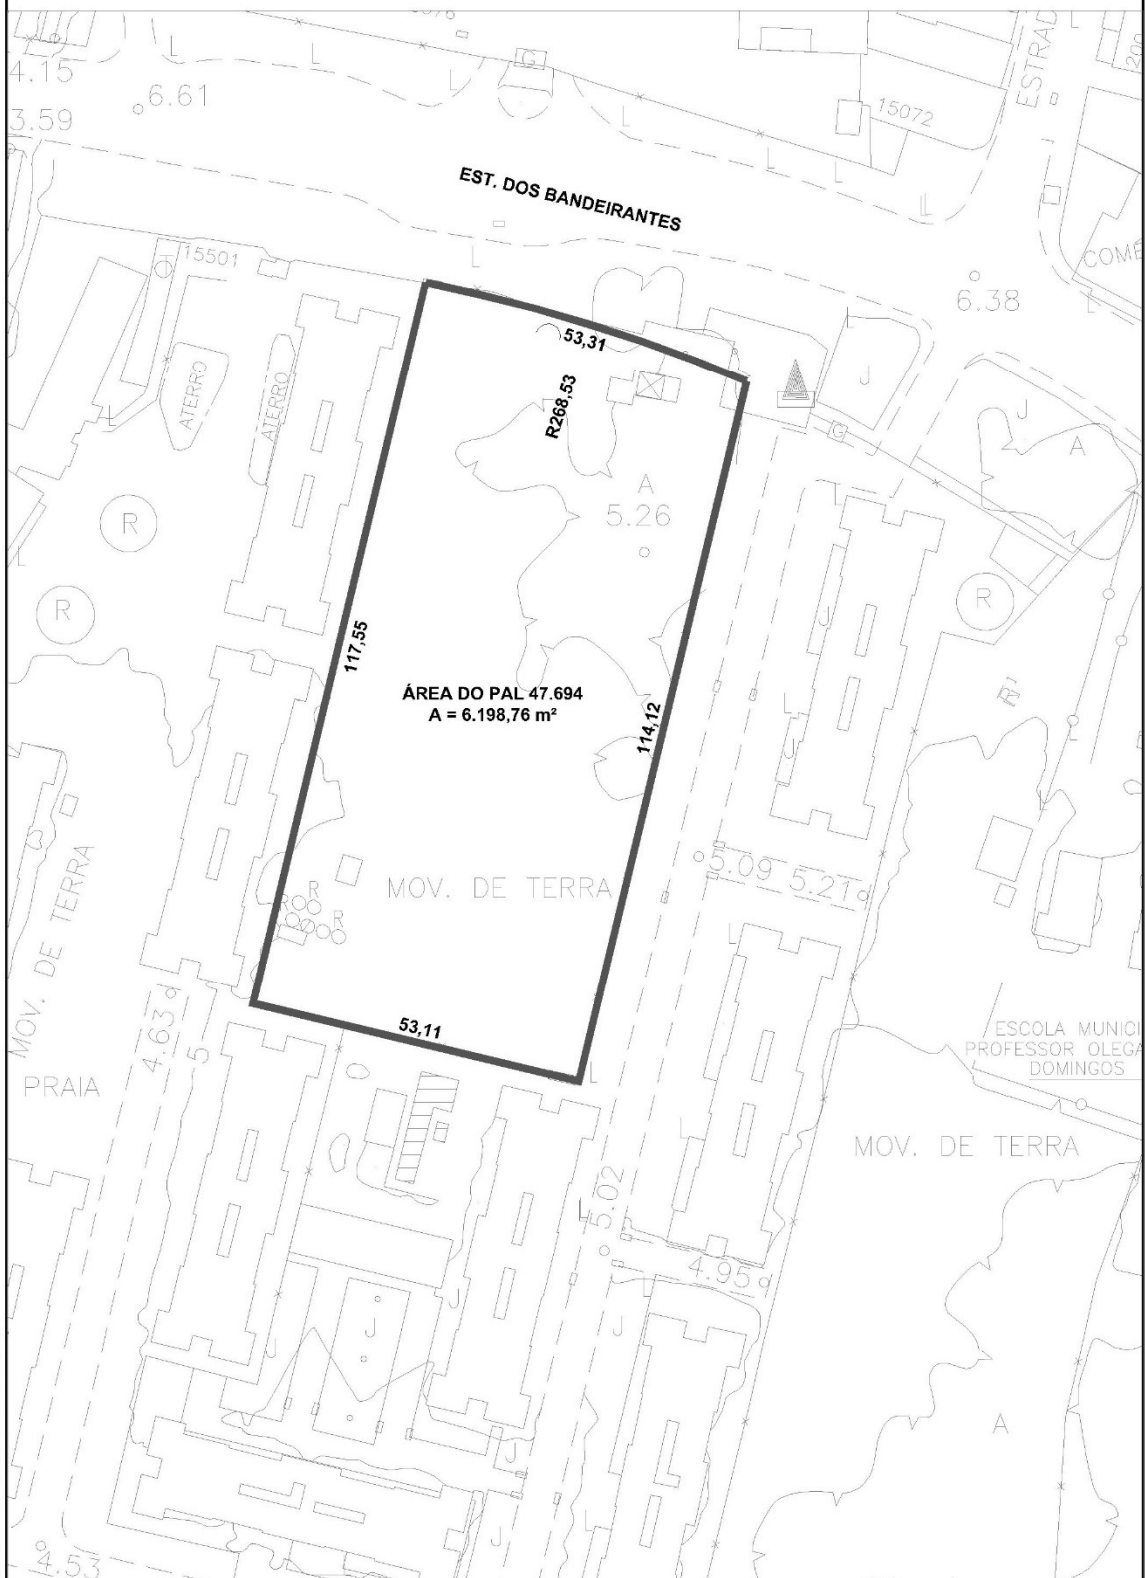 4.15
6.61
3.59
G
15072
ESTRAD
200
EST. DOS BANDEIRANTES
15501
COME
6.38
53,31
ATERRO
ATERRO
R268,53
J
J
G
A
A
5.26
R
R
R
117,55
ÁREA DO PAL 47.694
A = 6.198,76 m²
114,12
J
J
5.09
5.21
MOV. DE TERRA
R
R
R
MOV. DE TERRA
53,11
4.63
5
PRAIA
ESCOLA MUNICI
PROFESSOR OLEGA
DOMINGOS
MOV. DE TERRA
5.02
4.95
J
J
J
J
A
J
J
4.53